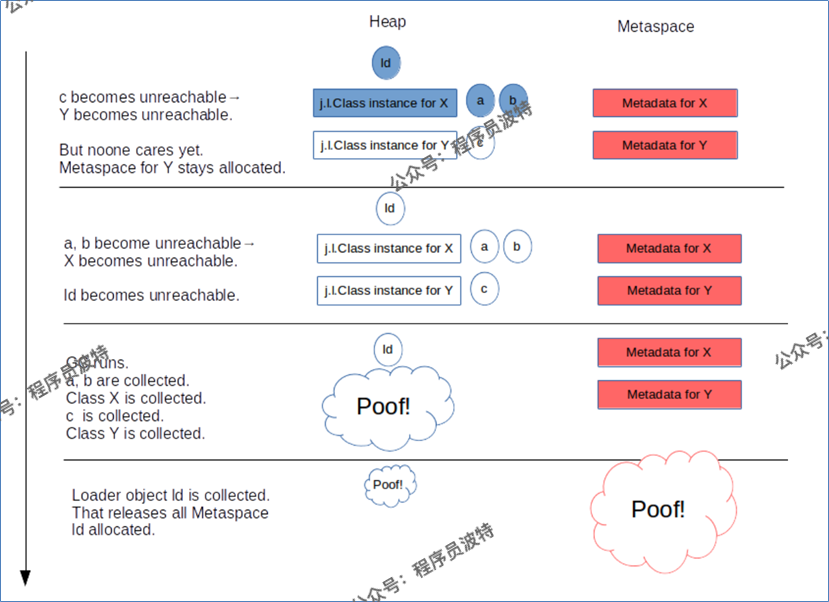 Heap
Metaspace
ld
c becomes unreachable→
Y becomes unreachable.
j.l.Class instance for X
a
b
Metadata for X
But noone cares yet.
Metaspace for Y stays allocated.
j.l.Class instance for Y
c
Metadata for Y
公众号：程序员波特
ld
a, b become unreachable→
X becomes unreachable.
j.l.Class instance for X
a
b
Metadata for X
ld becomes unreachable.
j.l.Class instance for Y
c
Metadata for Y
GC runs.
a, b are collected.
Class X is collected.
c is collected.
Class Y is collected.
ld
Poof!
Metadata for X
Metadata for Y
公众号
号：程序员波特
Loader object ld is collected.
That releases all Metaspace
ld allocated.
Poof!
Poof!
公众号：程序员波特